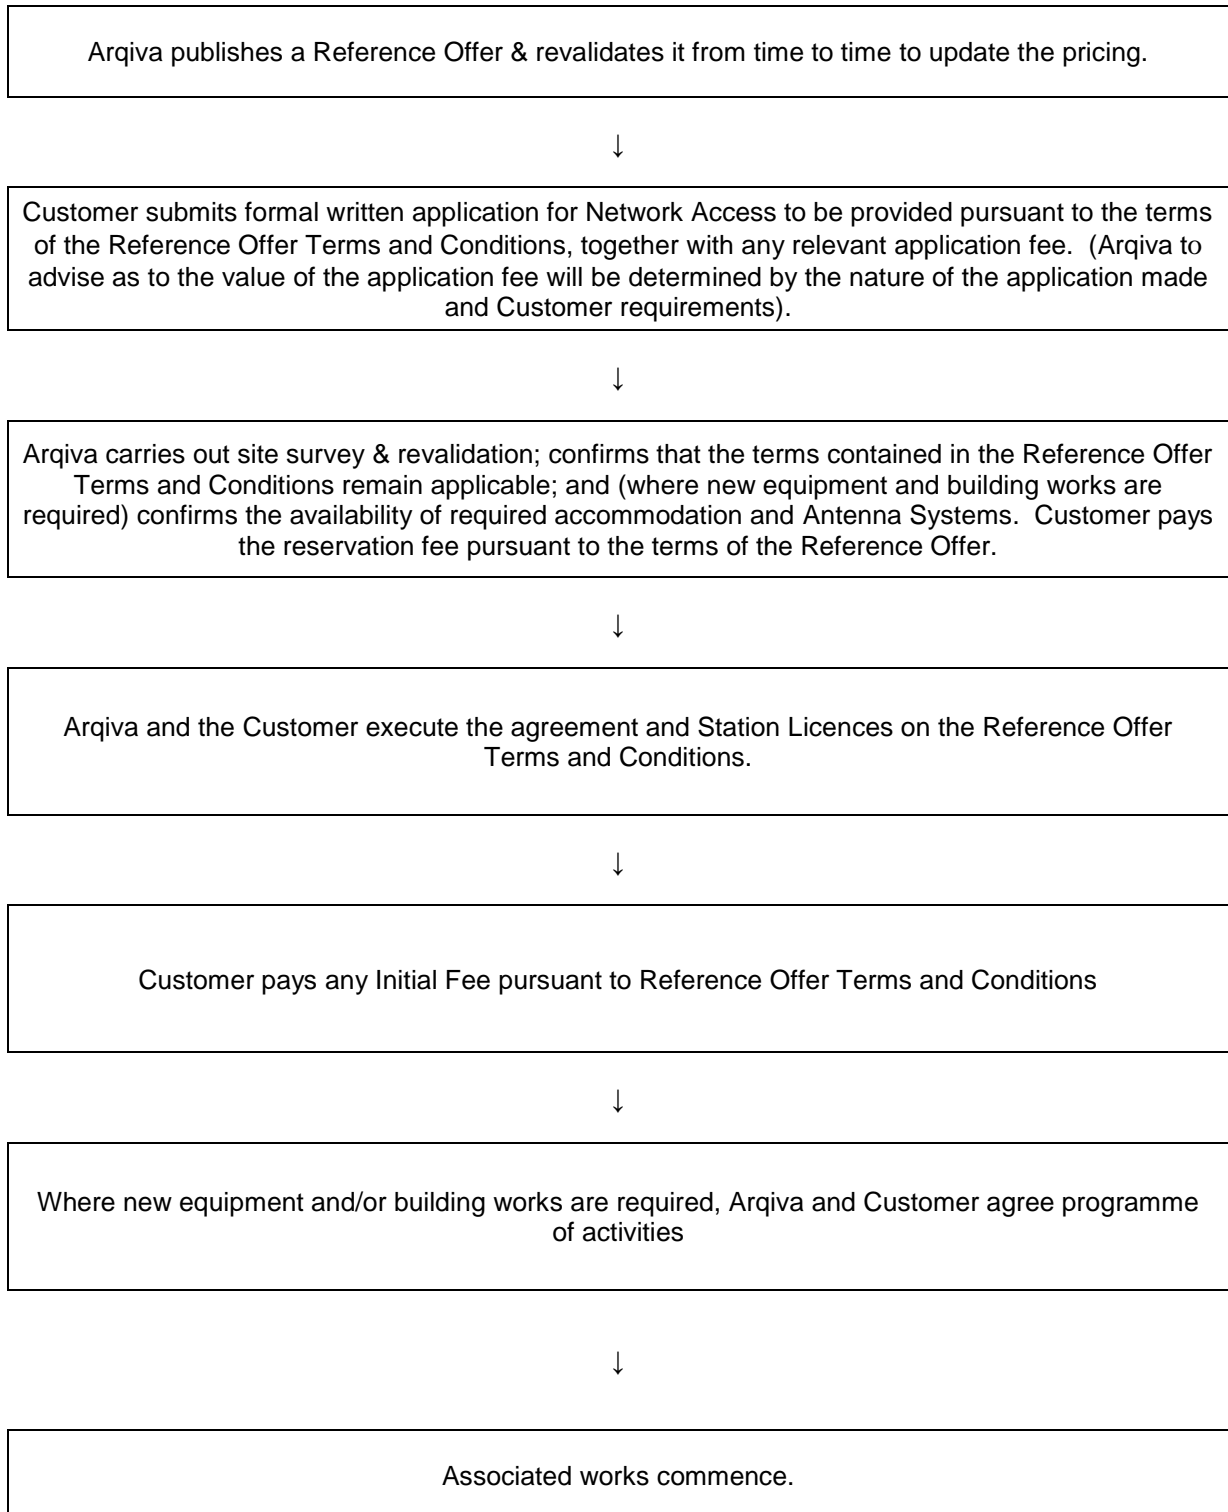 Arqiva publishes a Reference Offer & revalidates it from time to time to update the pricing.
↓
Customer submits formal written application for Network Access to be provided pursuant to the terms
of the Reference Offer Terms and Conditions, together with any relevant application fee.  (Arqiva to
advise as to the value of the application fee will be determined by the nature of the application made
and Customer requirements).
↓
Arqiva carries out site survey & revalidation; confirms that the terms contained in the Reference Offer
Terms and Conditions remain applicable; and (where new equipment and building works are
required) confirms the availability of required accommodation and Antenna Systems.  Customer pays
the reservation fee pursuant to the terms of the Reference Offer.
↓
Arqiva and the Customer execute the agreement and Station Licences on the Reference Offer
Terms and Conditions.
↓
Customer pays any Initial Fee pursuant to Reference Offer Terms and Conditions
↓
Where new equipment and/or building works are required, Arqiva and Customer agree programme
of activities
↓
Associated works commence.